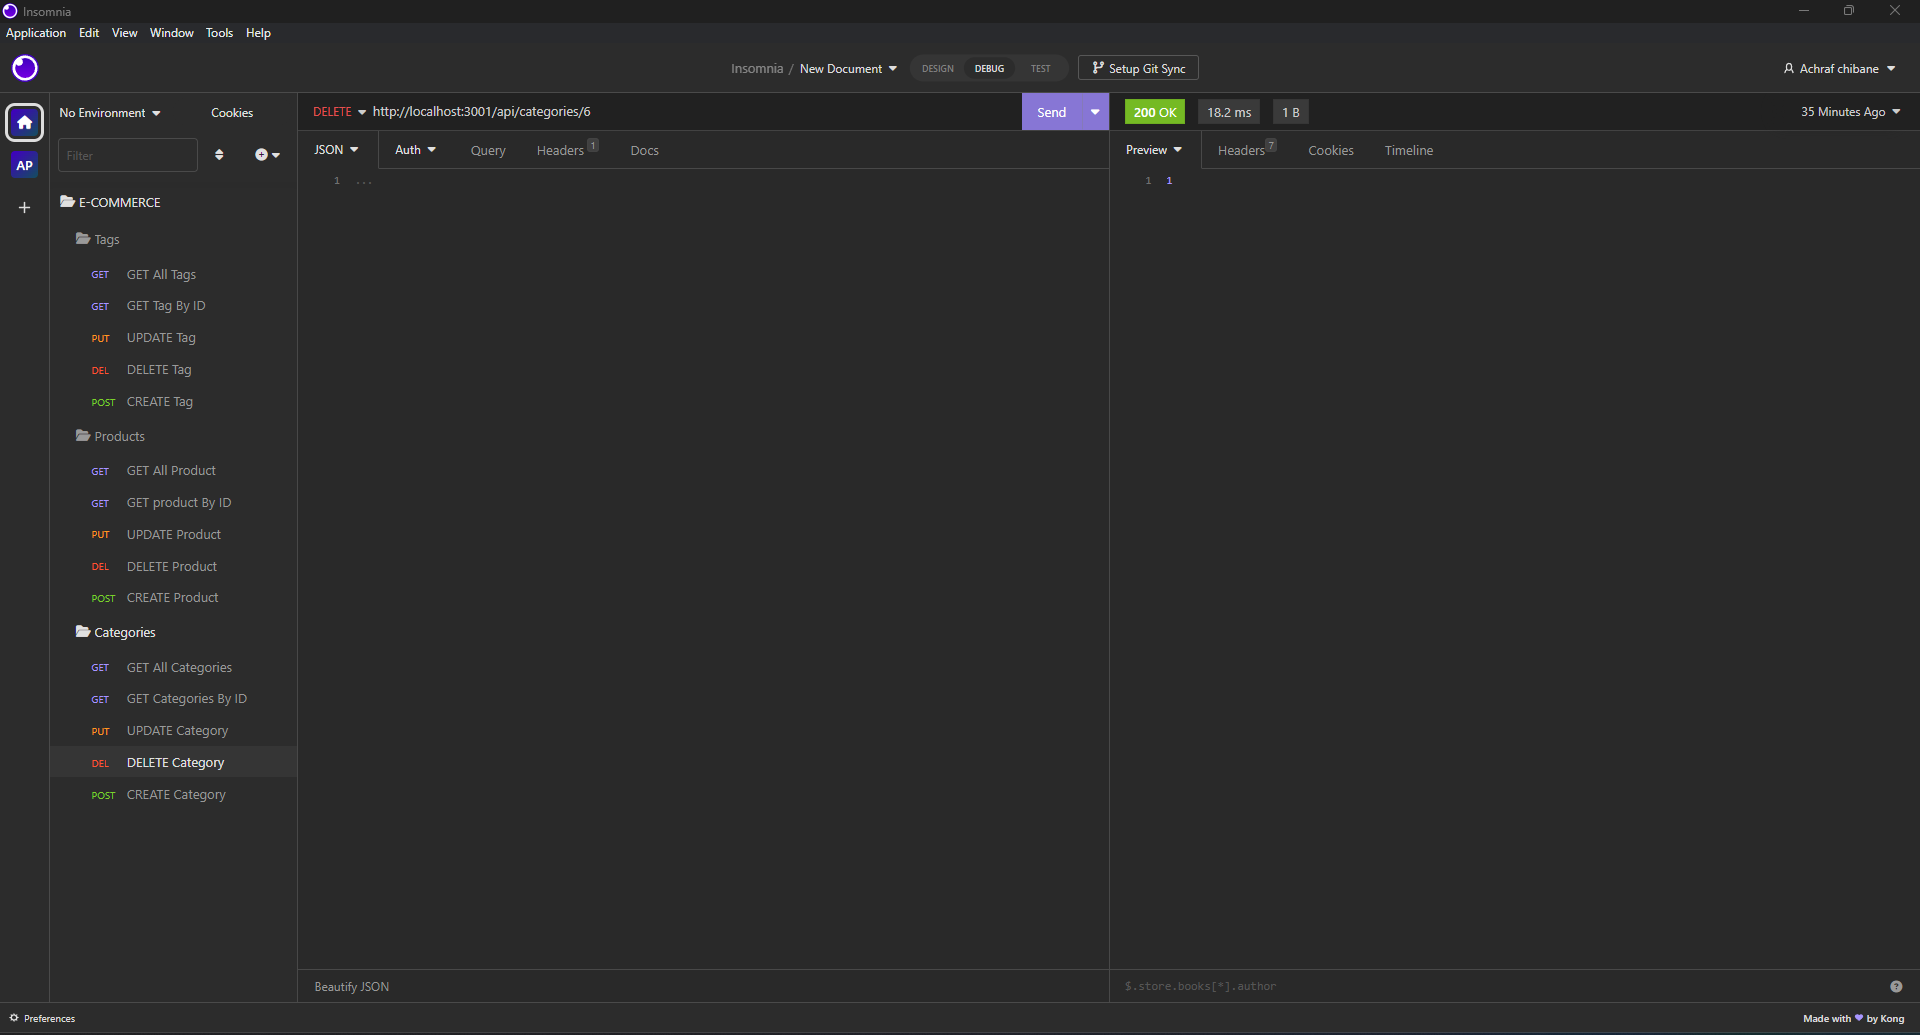 Insomnia
Application Edit View Window Tools Help
Insomnia / New Document DESIGN DEBUG TEST Setup Git Sync Achraf chibane
No Environment Cookies
DELETE http://localhost:3001/api/categories/6 Send
200 OK 18.2 ms 1 B 35 Minutes Ago
AP
Filter
JSON Auth Query Headers 1 Docs
Preview Headers 7 Cookies Timeline
1 ...
1 1
E-COMMERCE
Tags
GET GET All Tags
GET GET Tag By ID
PUT UPDATE Tag
DEL DELETE Tag
POST CREATE Tag
Products
GET GET All Product
GET GET product By ID
PUT UPDATE Product
DEL DELETE Product
POST CREATE Product
Categories
GET GET All Categories
GET GET Categories By ID
PUT UPDATE Category
DEL DELETE Category
POST CREATE Category
Beautify JSON
$.store.books[*].author ?
Preferences
Made with ♥ by Kong